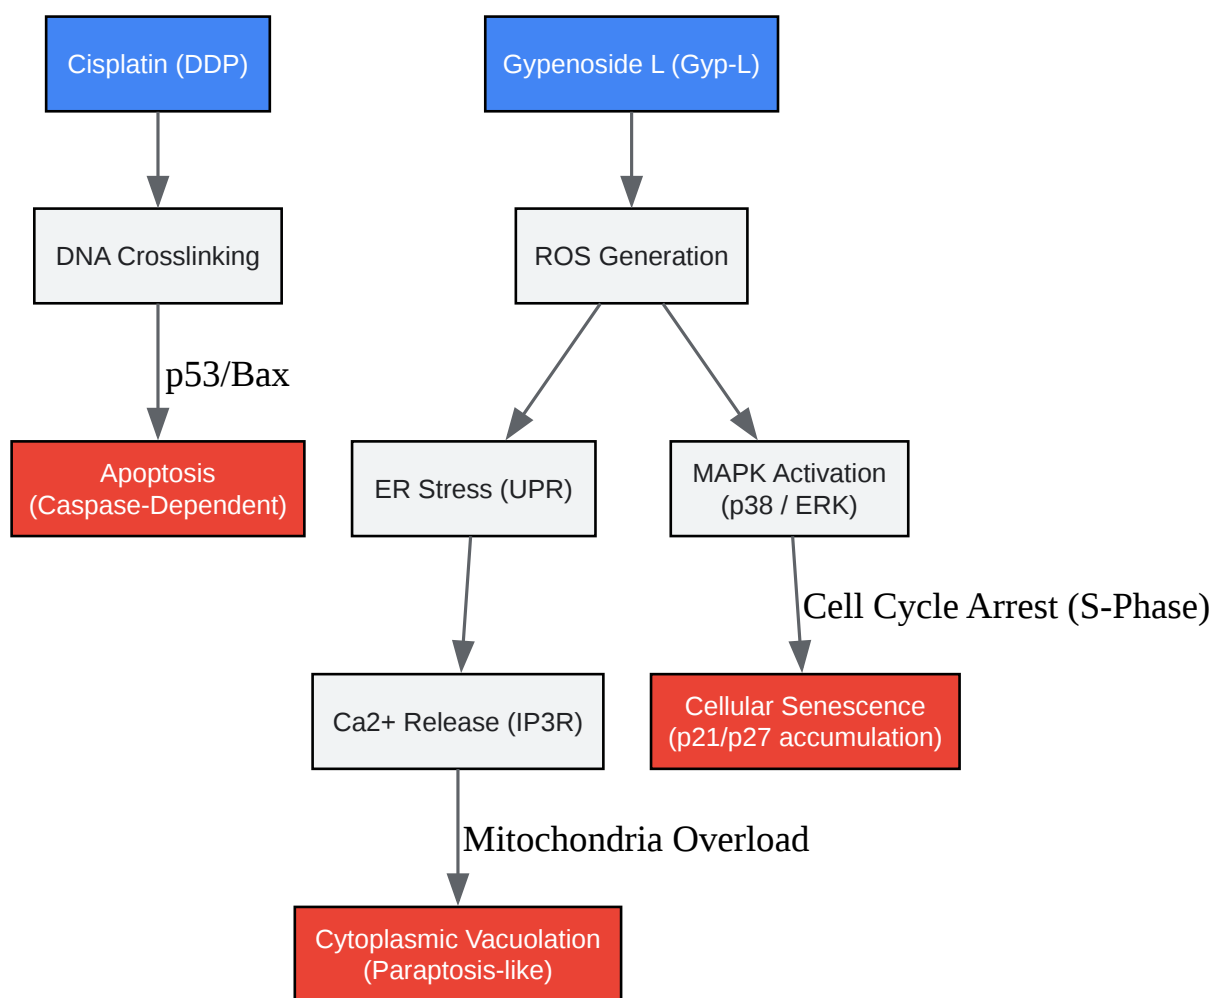 Cisplatin (DDP)
Gypenoside L (Gyp-L)
DNA Crosslinking
ROS Generation
p53/Bax
Apoptosis
(Caspase-Dependent)
ER Stress (UPR)
MAPK Activation
(p38 / ERK)
Cell Cycle Arrest (S-Phase)
Ca2+ Release (IP3R)
Cellular Senescence
(p21/p27 accumulation)
Mitochondria Overload
Cytoplasmic Vacuolation
(Paraptosis-like)